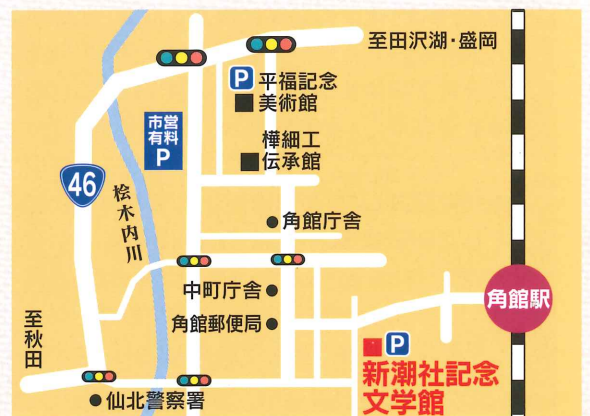 至田沢湖・盛岡
P 平福記念
美術館
市営
有料
P
樺細工
伝承館
46
桧木内川
角館庁舎
中町庁舎
角館郵便局
角館駅
至秋田
P
新潮社記念
文学館
仙北警察署